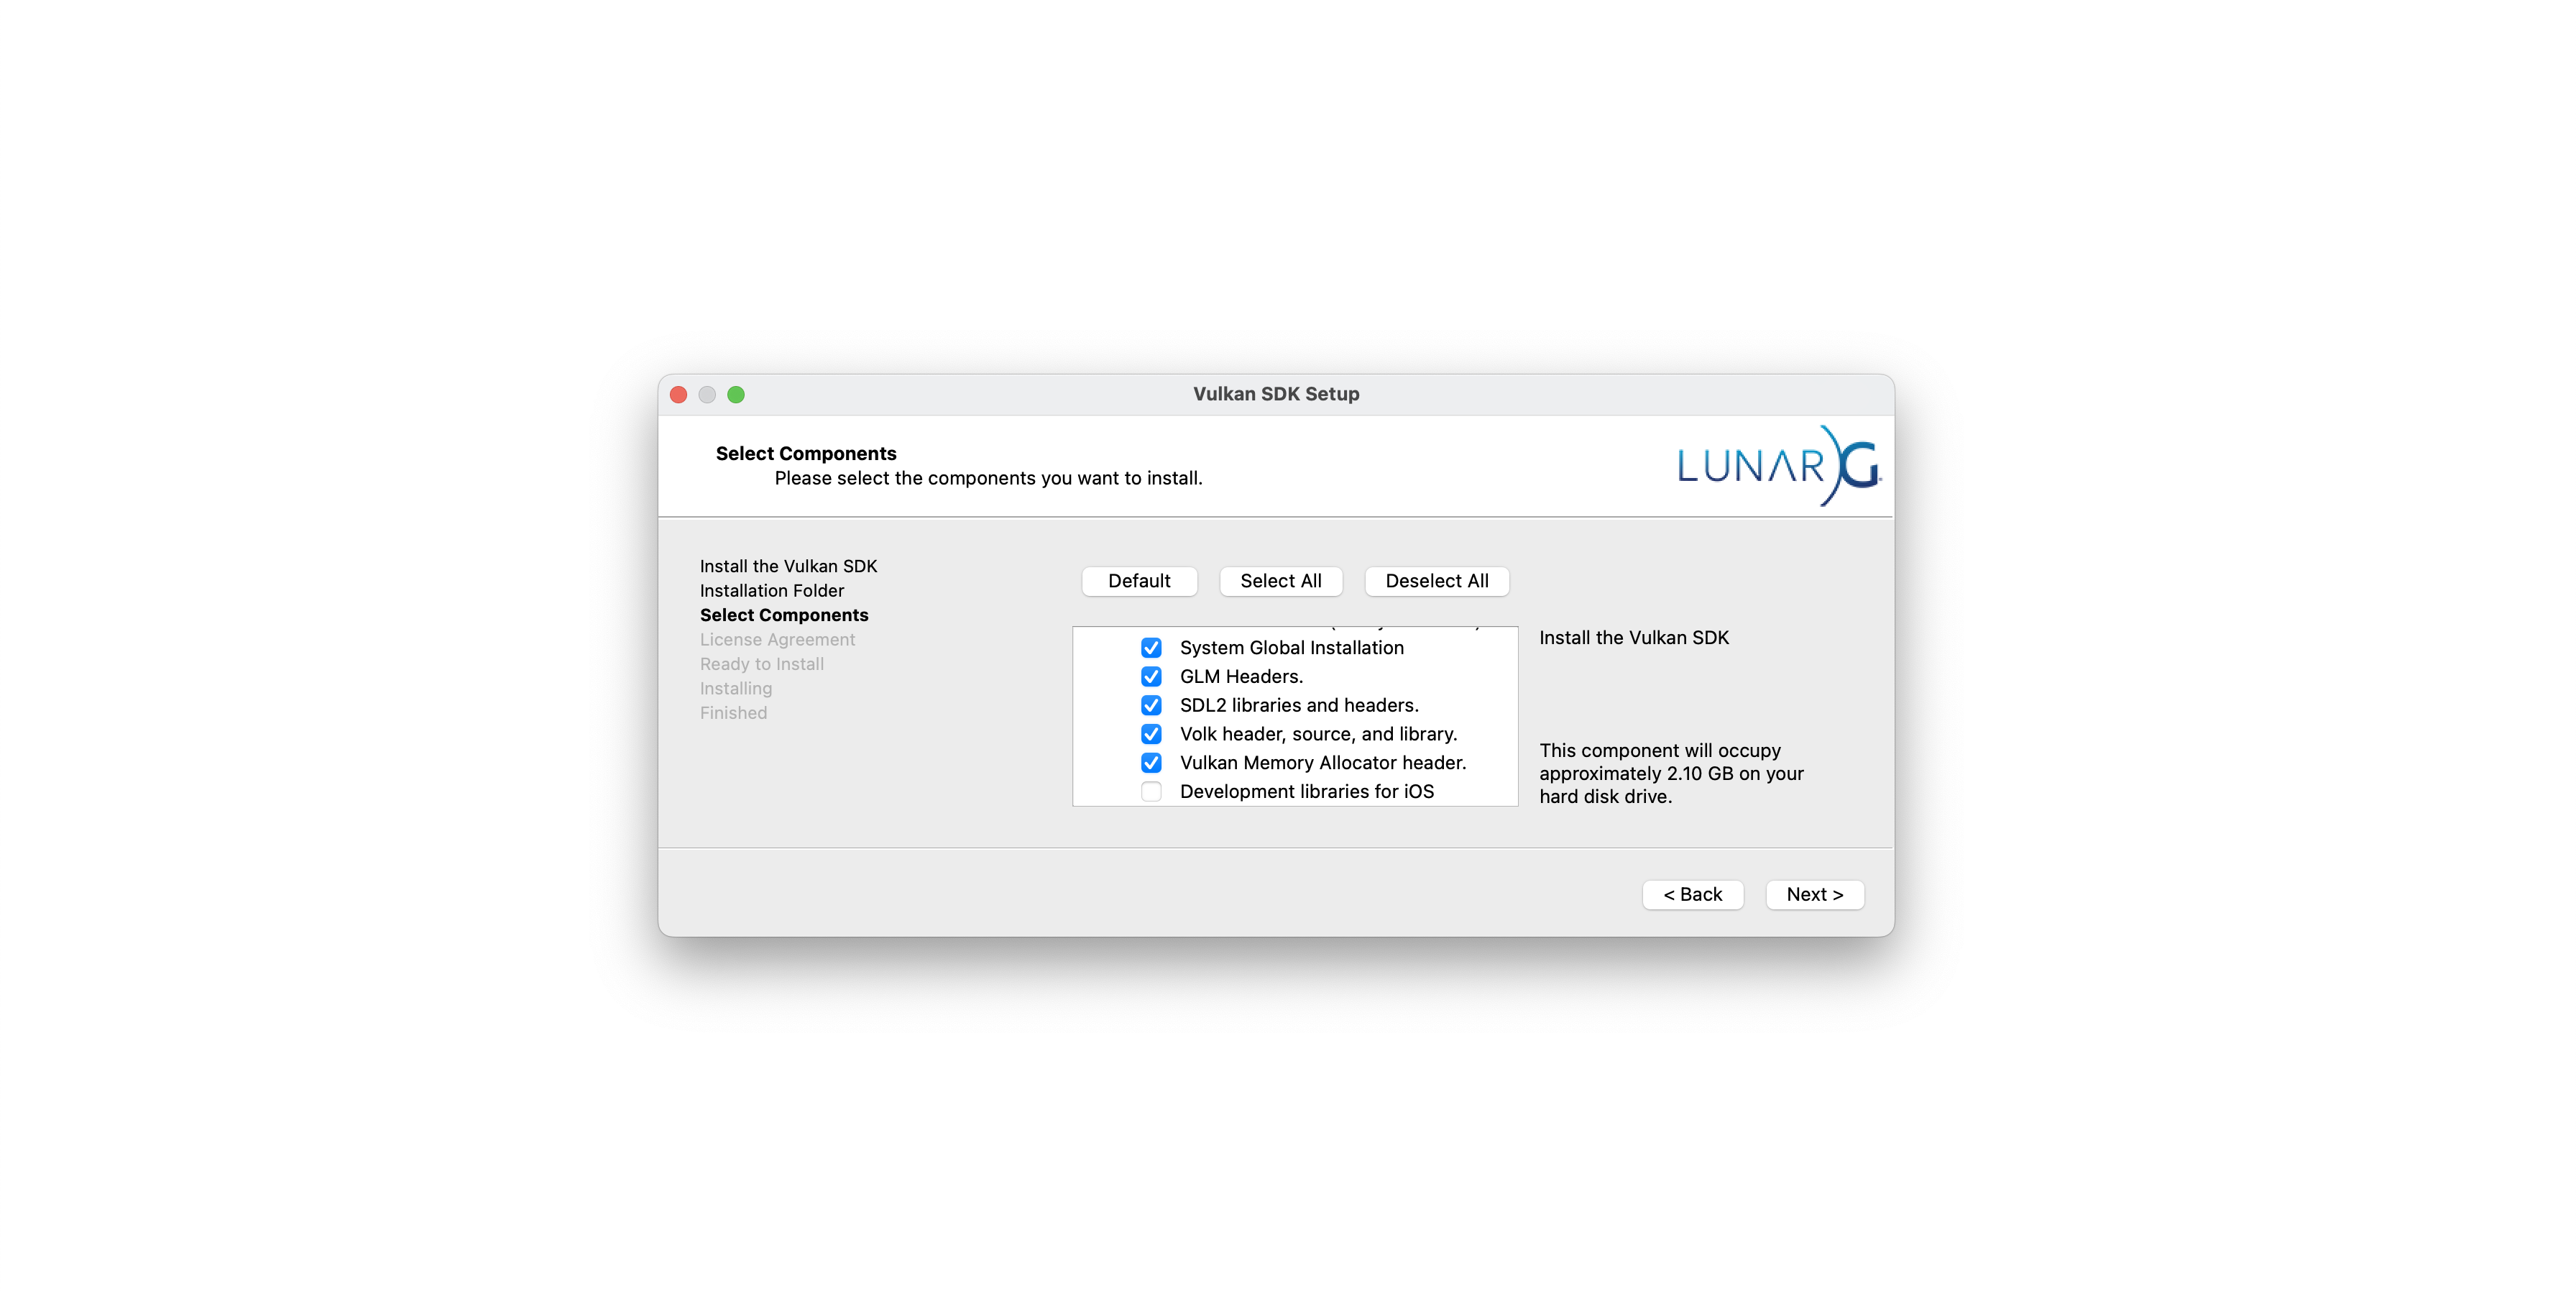 Vulkan SDK Setup
Select Components
Please select the components you want to install.
LUNARG
Install the Vulkan SDK
Installation Folder
Select Components
License Agreement
Ready to Install
Installing
Finished
Default Select All Deselect All
System Global Installation
GLM Headers.
SDL2 libraries and headers.
Volk header, source, and library.
Vulkan Memory Allocator header.
Development libraries for iOS
Install the Vulkan SDK
This component will occupy
approximately 2.10 GB on your
hard disk drive.
< Back Next >